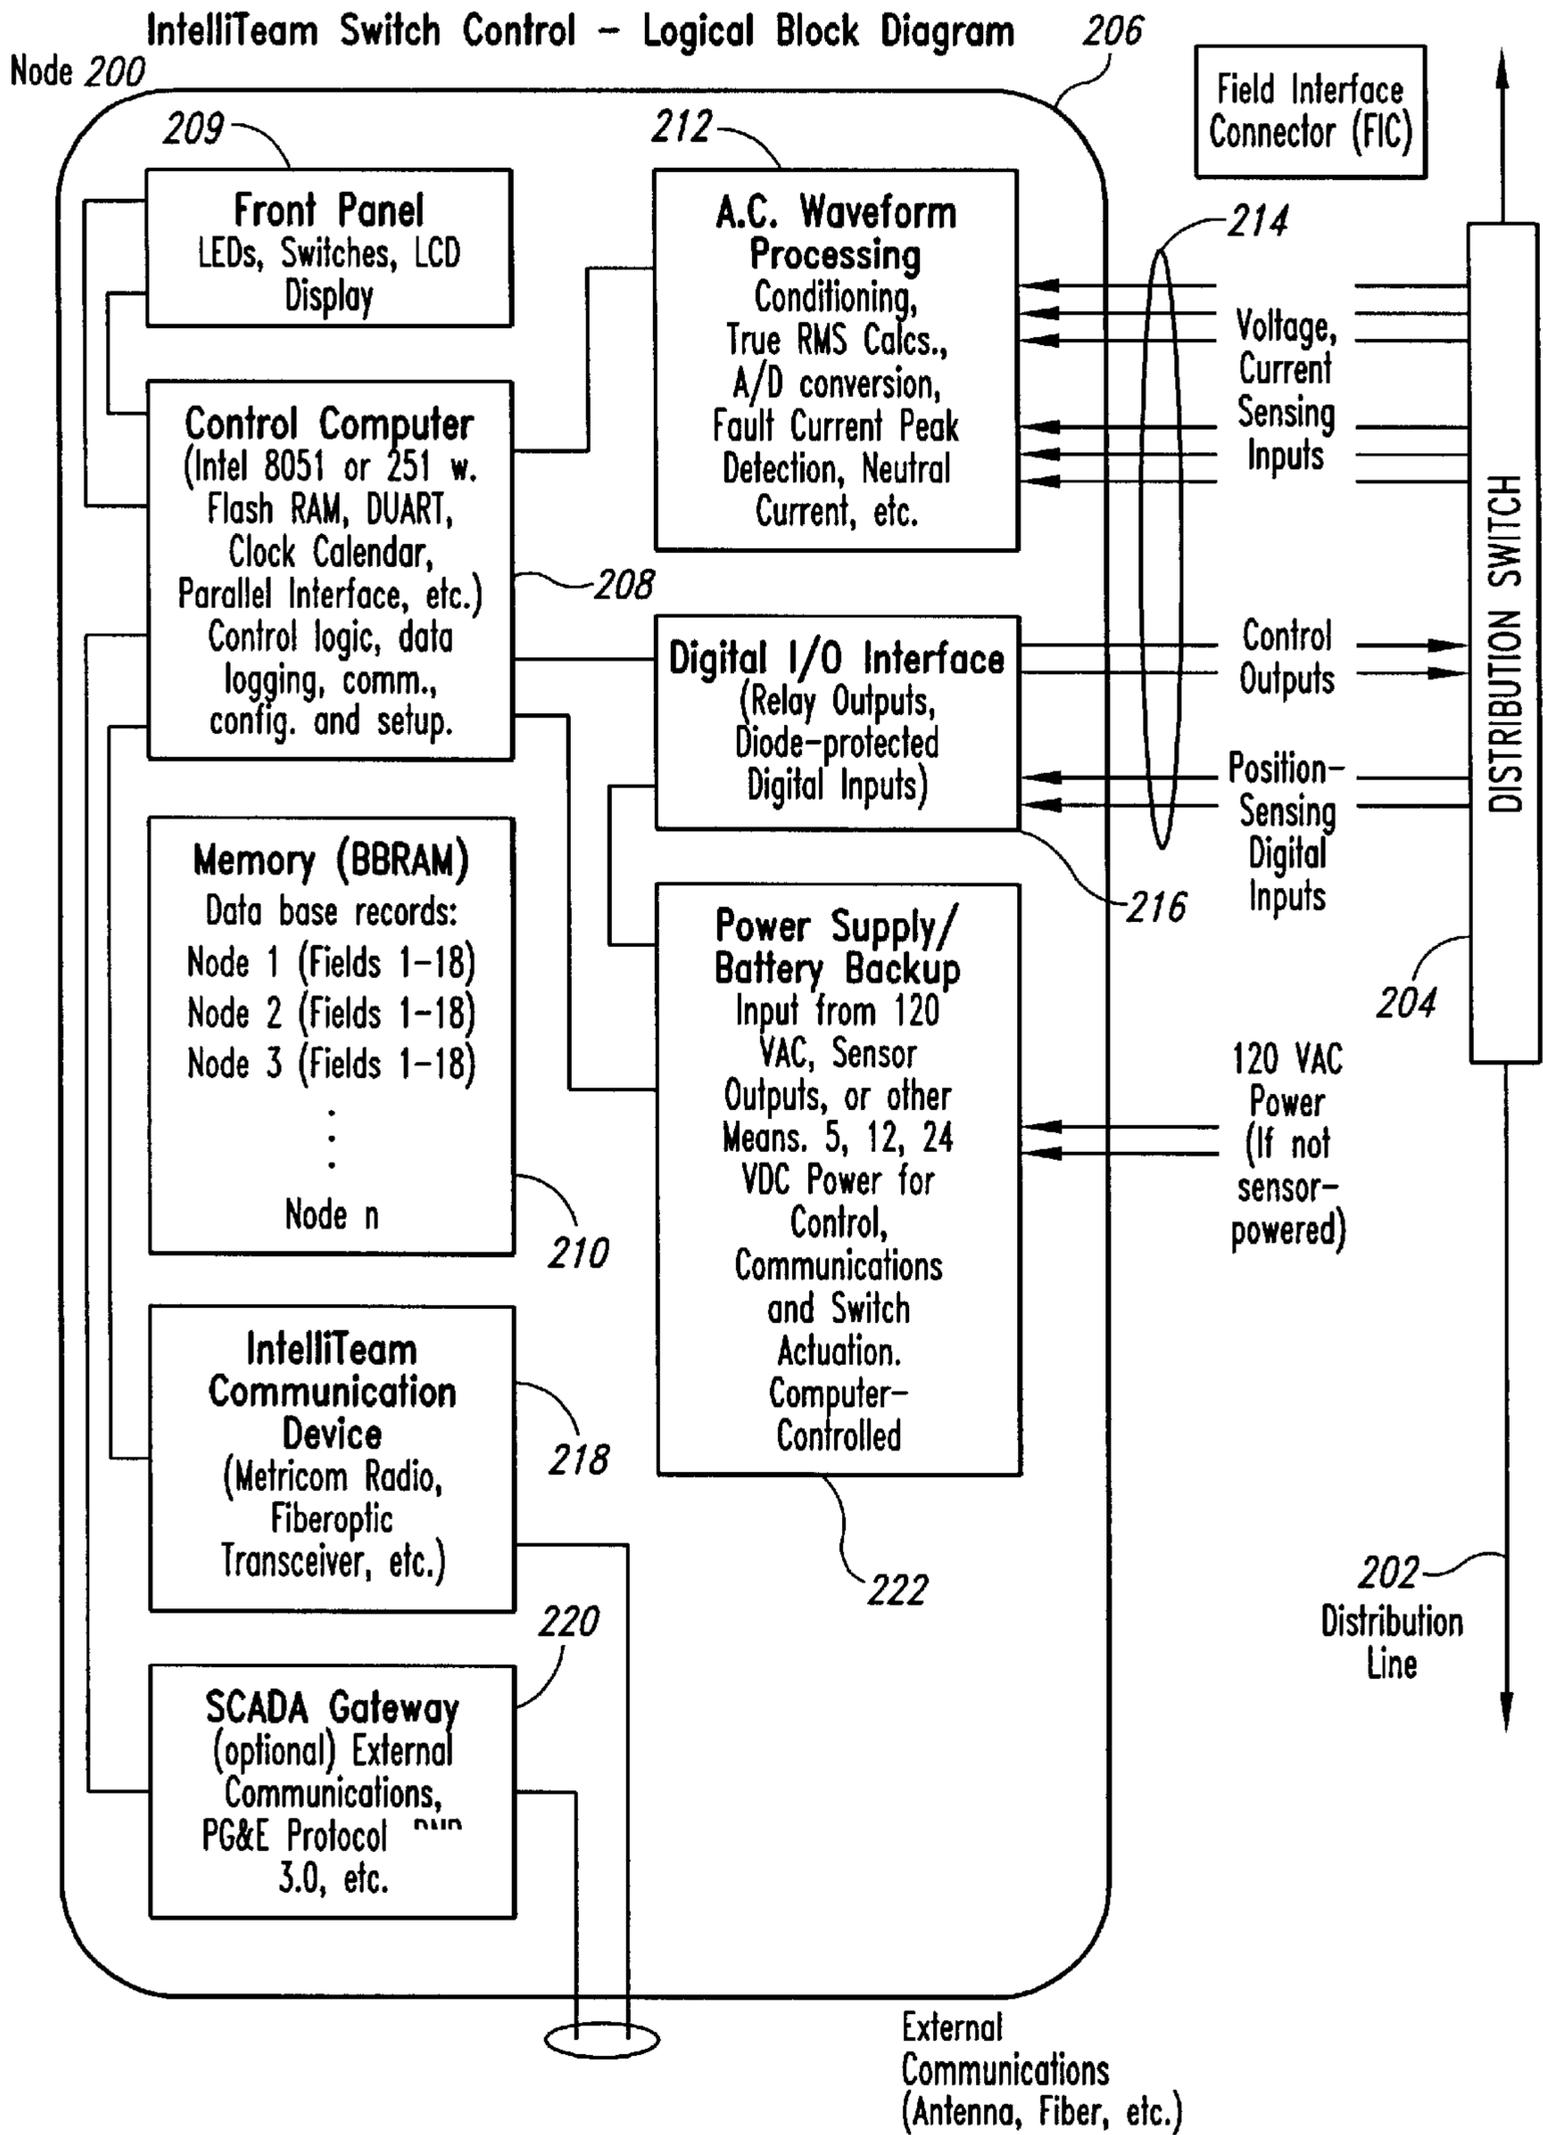 IntelliTeam Switch Control – Logical Block Diagram
Node 200
206
209
Front Panel
LEDs, Switches, LCD
Display
Control Computer
(Intel 8051 or 251 w.
Flash RAM, DUART,
Clock Calendar,
Parallel Interface, etc.)
Control logic, data
logging, comm.,
config. and setup.
208
Memory (BBRAM)
Data base records:
Node 1 (Fields 1–18)
Node 2 (Fields 1–18)
Node 3 (Fields 1–18)
Node n
210
IntelliTeam
Communication
Device
(Metricom Radio,
Fiberoptic
Transceiver, etc.)
218
220
SCADA Gateway
(optional) External
Communications,
PG&E Protocol
3.0, etc.
212
A.C. Waveform
Processing
Conditioning,
True RMS Calcs.,
A/D conversion,
Fault Current Peak
Detection, Neutral
Current, etc.
Digital I/O Interface
(Relay Outputs,
Diode–protected
Digital Inputs)
216
Power Supply/
Battery Backup
Input from 120
VAC, Sensor
Outputs, or other
Means. 5, 12, 24
VDC Power for
Control,
Communications
and Switch
Actuation.
Computer–
Controlled
222
Field Interface
Connector (FIC)
214
Voltage,
Current
Sensing
Inputs
Control
Outputs
Position–
Sensing
Digital
Inputs
120 VAC
Power
(If not
sensor–
powered)
DISTRIBUTION SWITCH
204
202
Distribution
Line
External
Communications
(Antenna, Fiber, etc.)